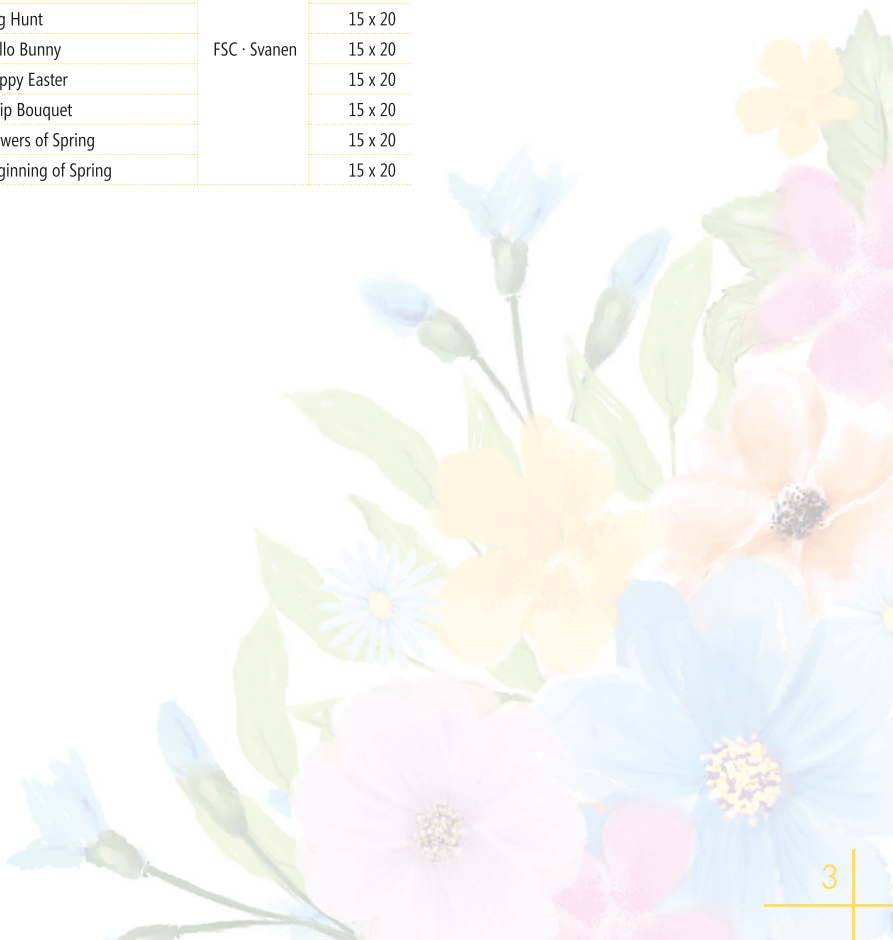 g Hunt 15 x 20
llo Bunny FSC · Svanen 15 x 20
ppy Easter 15 x 20
ip Bouquet 15 x 20
wers of Spring 15 x 20
ginning of Spring 15 x 20
3